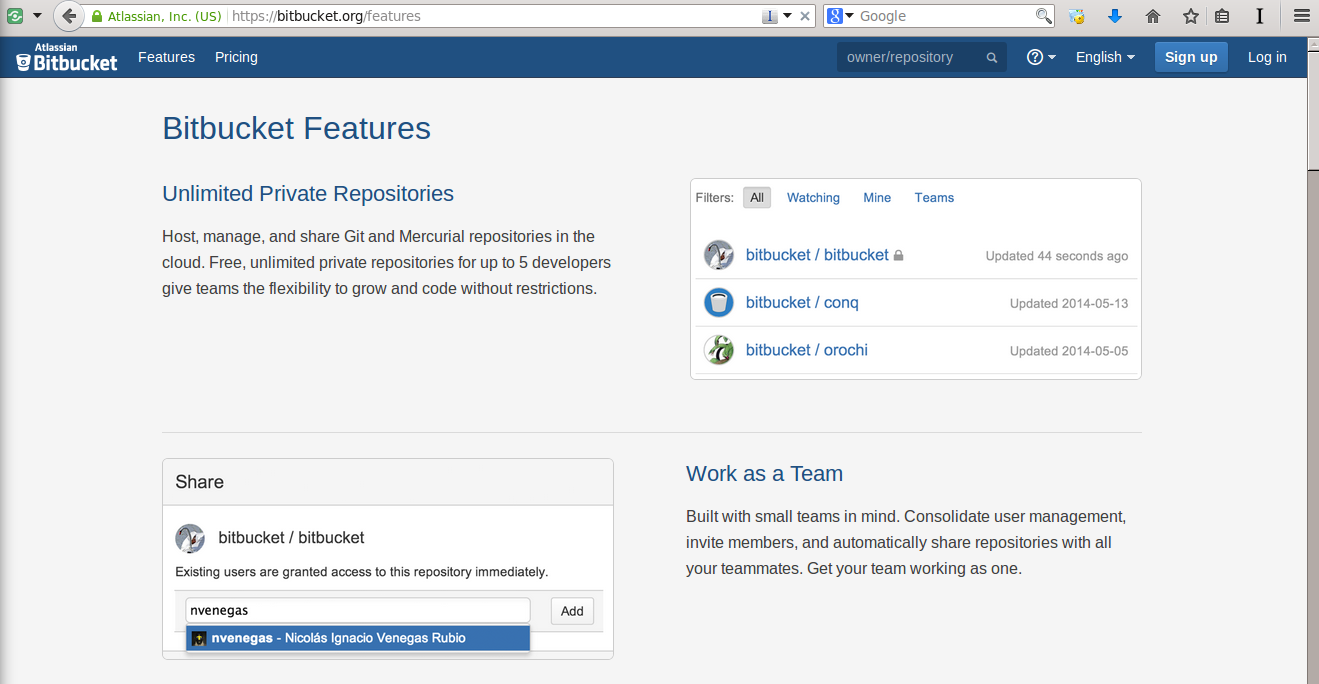 Atlassian, Inc. (US) https://bitbucket.org/features
Google
Atlassian
Bitbucket
Features Pricing
owner/repository
English Sign up Log in
Bitbucket Features
Unlimited Private Repositories
Host, manage, and share Git and Mercurial repositories in the
cloud. Free, unlimited private repositories for up to 5 developers
give teams the flexibility to grow and code without restrictions.
Filters: All Watching Mine Teams
bitbucket / bitbucket Updated 44 seconds ago
bitbucket / conq Updated 2014-05-13
bitbucket / orochi Updated 2014-05-05
Share
bitbucket / bitbucket
Existing users are granted access to this repository immediately.
nvenegas Add
nvenegas - Nicolás Ignacio Venegas Rubio
Work as a Team
Built with small teams in mind. Consolidate user management,
invite members, and automatically share repositories with all
your teammates. Get your team working as one.